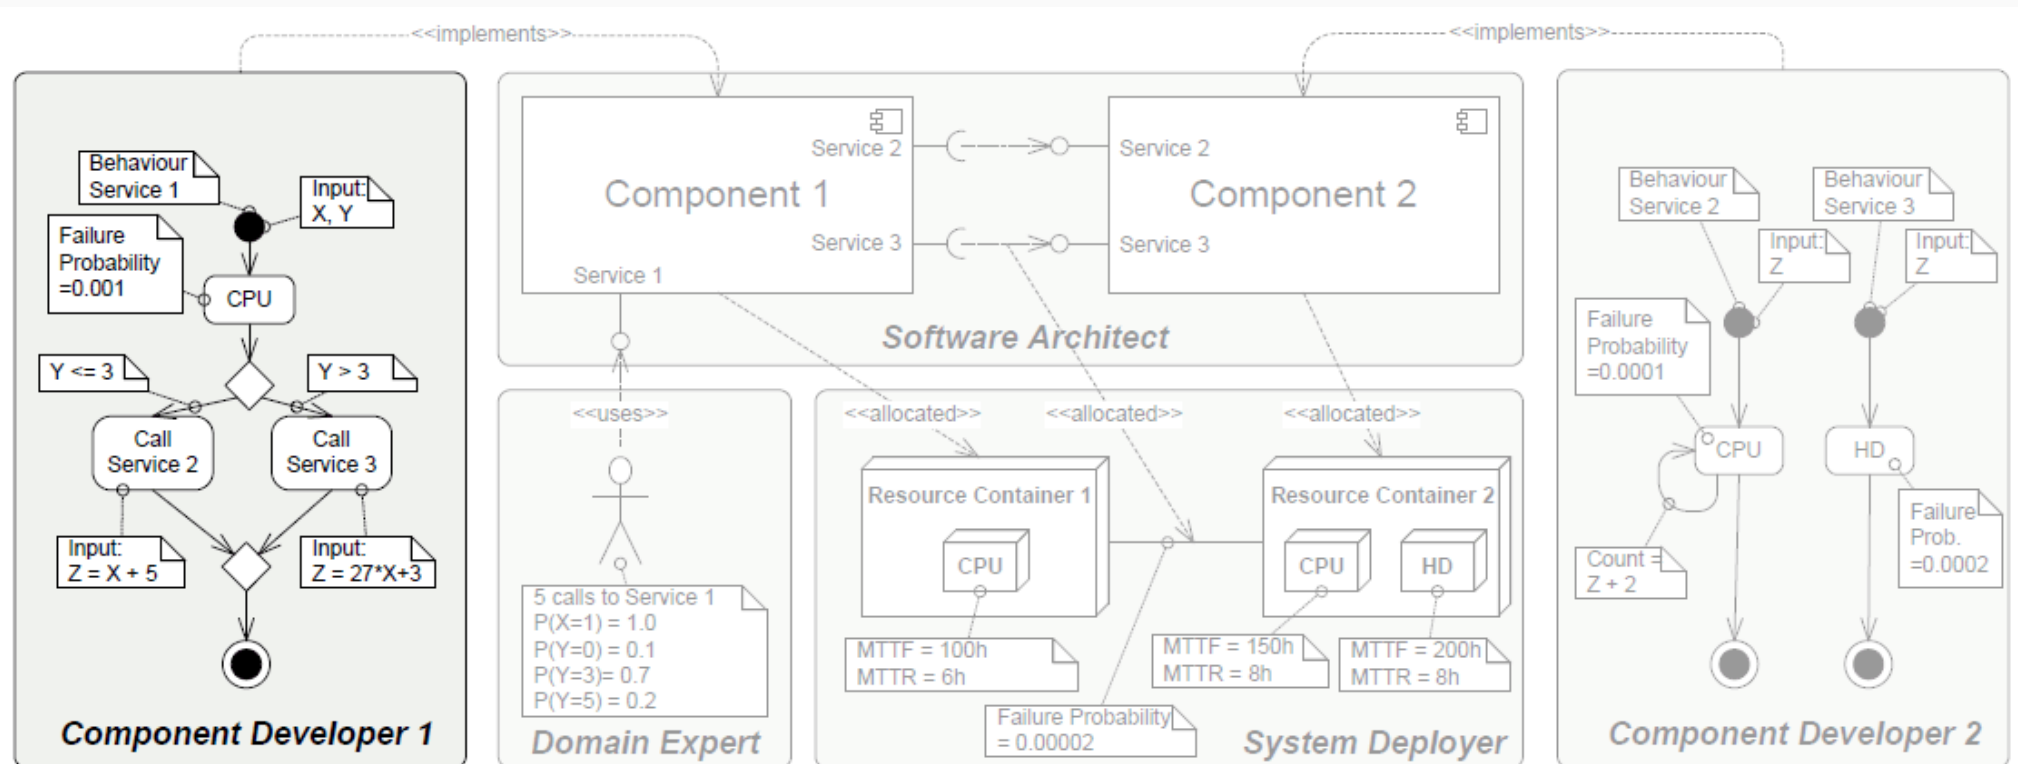 <<implements>>
<<implements>>
Behaviour
Service 1
Input:
X, Y
Failure
Probability
=0.001
CPU
Y <= 3
Y > 3
Call
Service 2
Call
Service 3
Input:
Z = X + 5
Input:
Z = 27*X+3
Component Developer 1
Service 2
Component 1
Service 3
Service 1
Service 2
Component 2
Service 3
Software Architect
<<uses>>
5 calls to Service 1
P(X=1) = 1.0
P(Y=0) = 0.1
P(Y=3)= 0.7
P(Y=5) = 0.2
Domain Expert
<<allocated>>
<<allocated>>
<<allocated>>
Resource Container 1
CPU
Resource Container 2
CPU
HD
MTTF = 100h
MTTR = 6h
MTTF = 150h
MTTR = 8h
MTTF = 200h
MTTR = 8h
Failure Probability
= 0.00002
System Deployer
Behaviour
Service 2
Behaviour
Service 3
Input:
Z
Input:
Z
Failure
Probability
=0.0001
CPU
HD
Count =
Z + 2
Failure
Prob.
=0.0002
Component Developer 2